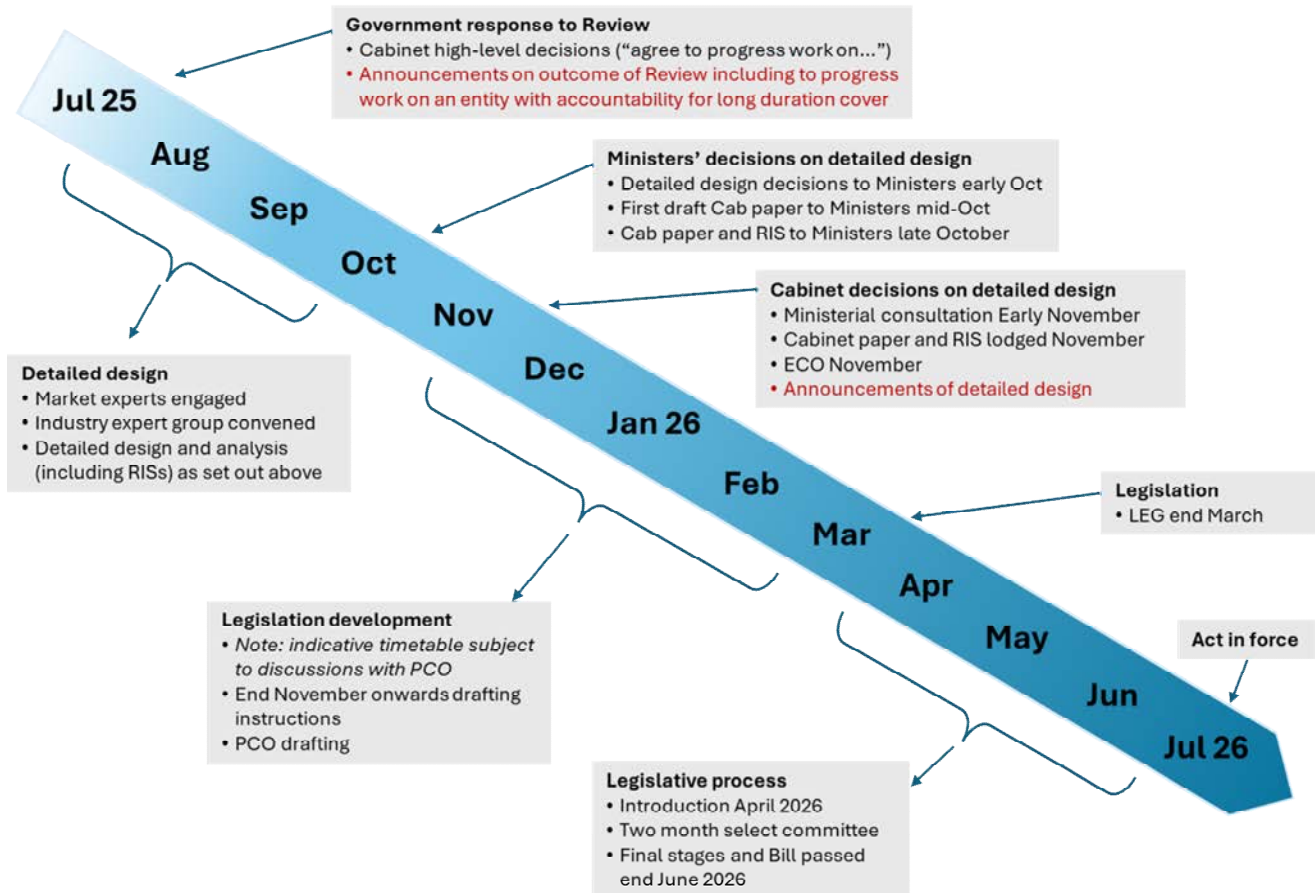 Government response to Review
• Cabinet high-level decisions (“agree to progress work on...”)
• Announcements on outcome of Review including to progress
work on an entity with accountability for long duration cover
Jul 25
Aug
Sep
Oct
Nov
Dec
Jan 26
Feb
Mar
Apr
May
Jun
Jul 26
Ministers’ decisions on detailed design
• Detailed design decisions to Ministers early Oct
• First draft Cab paper to Ministers mid-Oct
• Cab paper and RIS to Ministers late October
Cabinet decisions on detailed design
• Ministerial consultation Early November
• Cabinet paper and RIS lodged November
• ECO November
• Announcements of detailed design
Detailed design
• Market experts engaged
• Industry expert group convened
• Detailed design and analysis
(including RISs) as set out above
Legislation
• LEG end March
Legislation development
• Note: indicative timetable subject
to discussions with PCO
• End November onwards drafting
instructions
• PCO drafting
Act in force
Legislative process
• Introduction April 2026
• Two month select committee
• Final stages and Bill passed
end June 2026